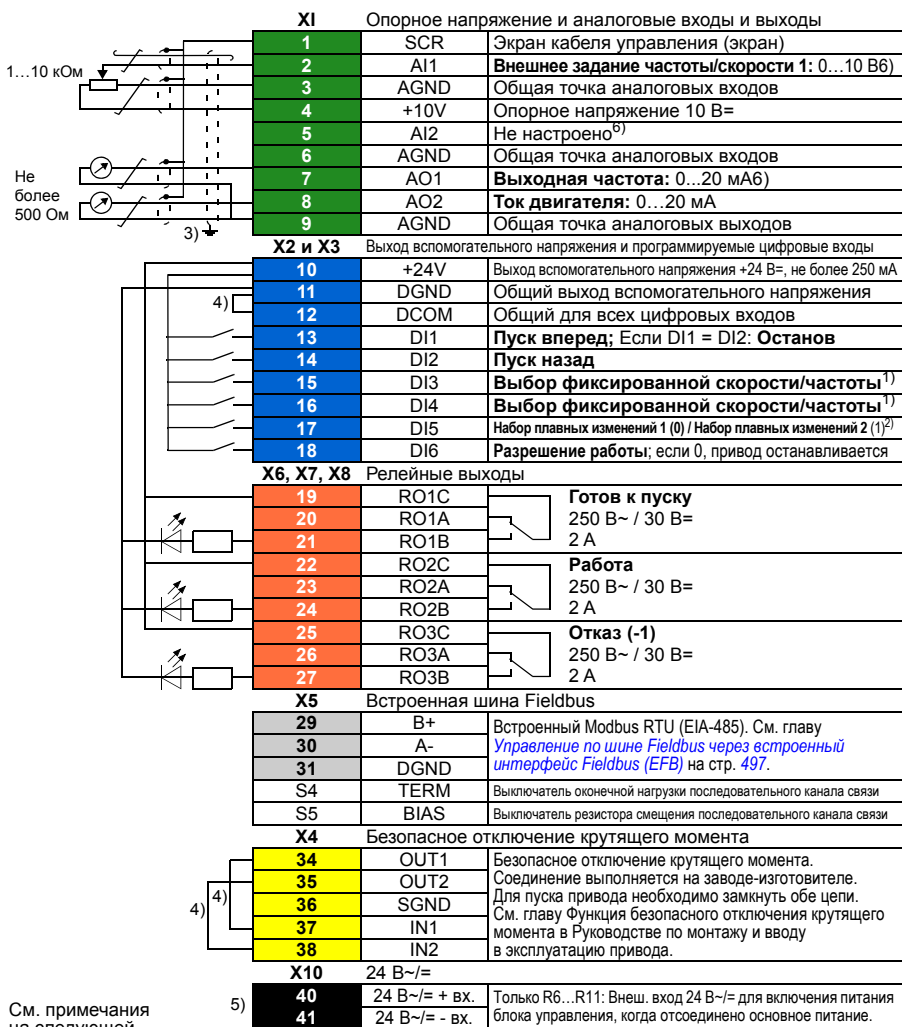 XI Опорное напряжение и аналоговые входы и выходы
1 SCR Экран кабеля управления (экран)
1…10 кОм
2 AI1 Внешнее задание частоты/скорости 1: 0…10 В6)
3 AGND Общая точка аналоговых входов
4 +10V Опорное напряжение 10 В=
5 AI2 Не настроено6)
6 AGND Общая точка аналоговых входов
Не более 500 Ом
7 AO1 Выходная частота: 0...20 мА6)
8 AO2 Ток двигателя: 0…20 мА
9 AGND Общая точка аналоговых выходов
3)
X2 и X3 Выход вспомогательного напряжения и программируемые цифровые входы
10 +24V Выход вспомогательного напряжения +24 В=, не более 250 мА
11 DGND Общий выход вспомогательного напряжения
4)
12 DCOM Общий для всех цифровых входов
13 DI1 Пуск вперед; Если DI1 = DI2: Останов
14 DI2 Пуск назад
15 DI3 Выбор фиксированной скорости/частоты1)
16 DI4 Выбор фиксированной скорости/частоты1)
17 DI5 Набор плавных изменений 1 (0) / Набор плавных изменений 2 (1)2)
18 DI6 Разрешение работы; если 0, привод останавливается
X6, X7, X8 Релейные выходы
19 RO1C Готов к пуску
20 RO1A 250 В~ / 30 В=
21 RO1B 2 А
22 RO2C Работа
23 RO2A 250 В~ / 30 В=
24 RO2B 2 А
25 RO3C Отказ (-1)
26 RO3A 250 В~ / 30 В=
27 RO3B 2 А
X5 Встроенная шина Fieldbus
29 B+ Встроенный Modbus RTU (EIA-485). См. главу
30 A- Управление по шине Fieldbus через встроенный
31 DGND интерфейс Fieldbus (EFB) на стр. 497.
S4 TERM Выключатель оконечной нагрузки последовательного канала связи
S5 BIAS Выключатель резистора смещения последовательного канала связи
X4 Безопасное отключение крутящего момента
34 OUT1 Безопасное отключение крутящего момента.
35 OUT2 Соединение выполняется на заводе-изготовителе.
4) 4)
36 SGND Для пуска привода необходимо замкнуть обе цепи.
37 IN1 См. главу Функция безопасного отключения крутящего момента в Руководстве по монтажу и вводу
38 IN2 в эксплуатацию привода.
X10 24 В~/=
5)
40 24 В~/= + вх. Только R6…R11: Внеш. вход 24 В~/= для включения питания
41 24 В~/= - вх. блока управления, когда отсоединено основное питание.
См. примечания